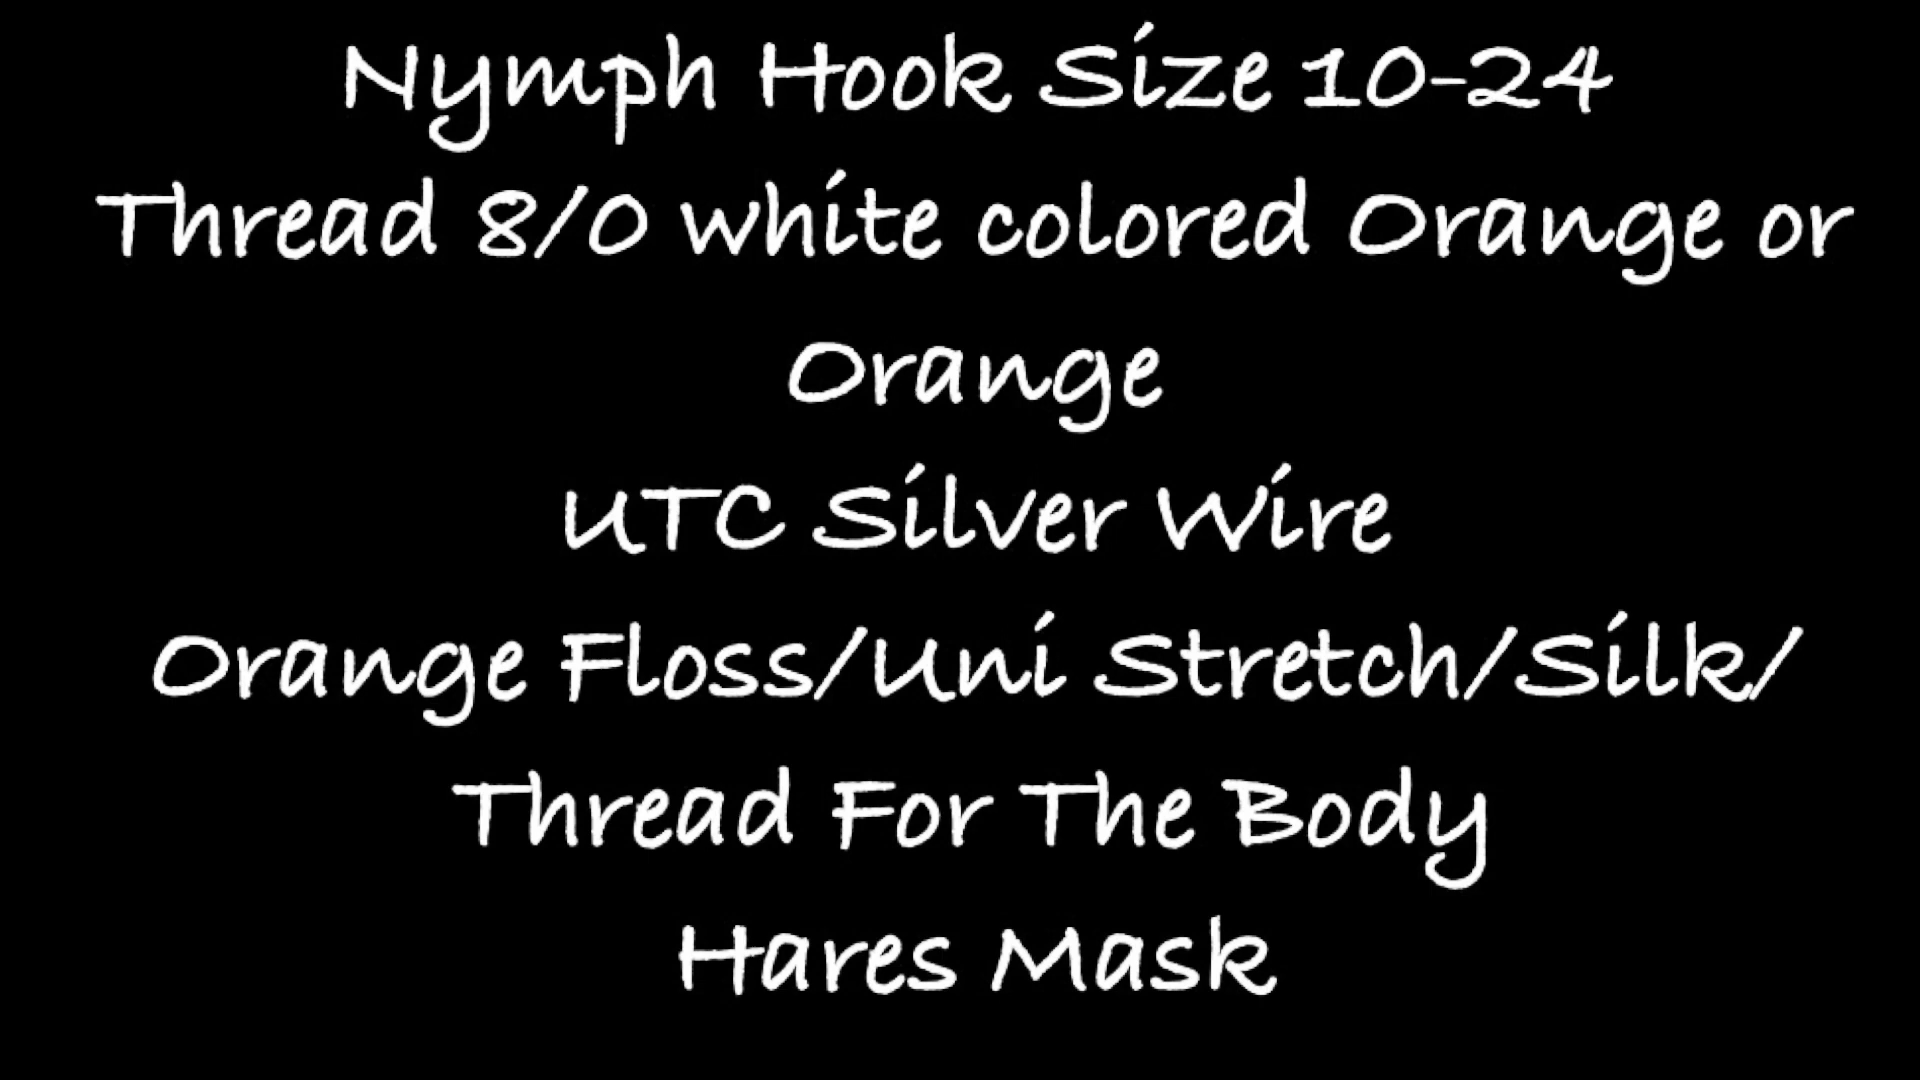 Nymph Hook Size 10-24
Thread 8/0 white colored Orange or
Orange
UTC Silver Wire
Orange Floss/Uni Stretch/Silk/
Thread For The Body
Hares Mask